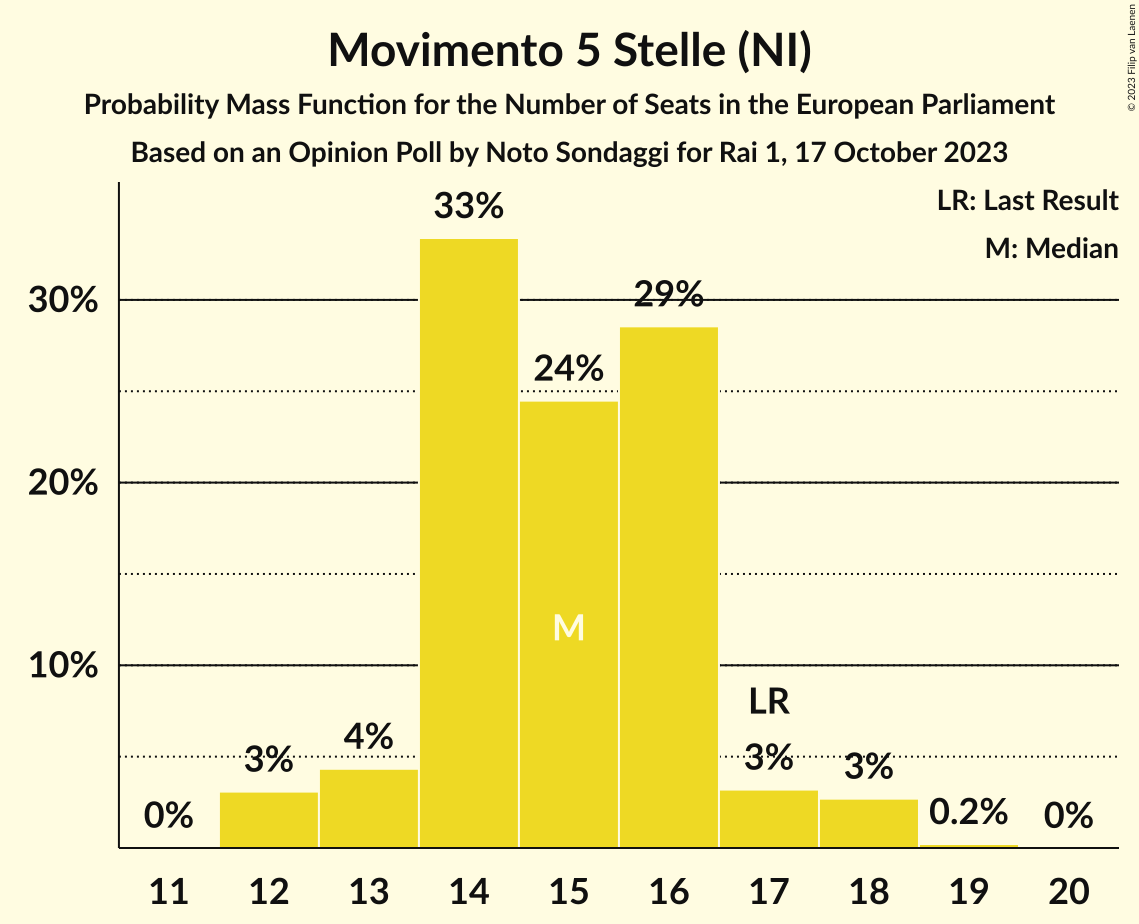 Movimento 5 Stelle (NI)
Probability Mass Function for the Number of Seats in the European Parliament
Based on an Opinion Poll by Noto Sondaggi for Rai 1, 17 October 2023
© 2023 Filip van Laenen
LR: Last Result
M: Median
33%
30%
29%
24%
20%
M
10%
LR
4%
3%
3%
3%
0%
0.2%
0%
11 12 13 14 15 16 17 18 19 20